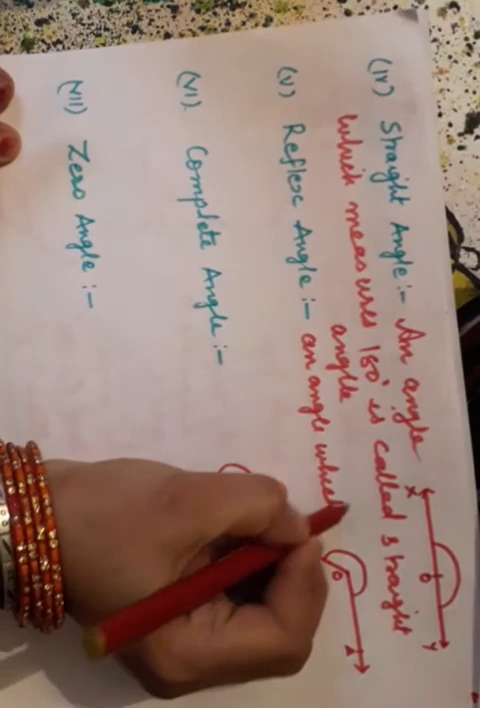 (IV) Straight Angle:- An angle
which measures 180° is called straight
angle
(V) Reflex Angle:- an angle which
(VI). Complete Angle:-
(VII) Zero Angle:-
X O Y
O